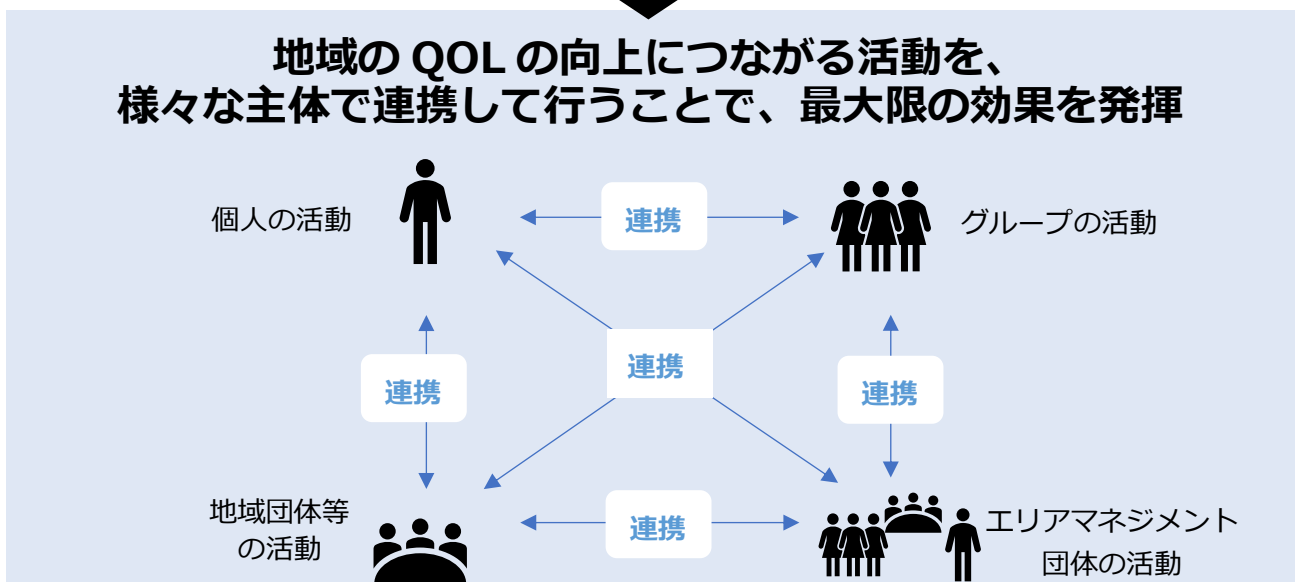 地域の QOL の向上につながる活動を、
様々な主体で連携して行うことで、最大限の効果を発揮
個人の活動
連携
グループの活動
連携
連携
連携
地域団体等
の活動
連携
エリアマネジメント
団体の活動